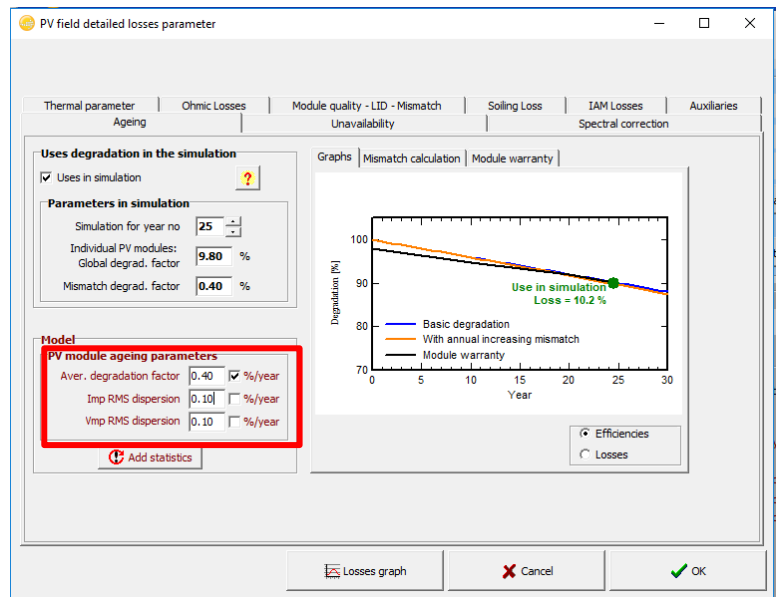 PV field detailed losses parameter
Thermal parameter Ohmic Losses Module quality - LID - Mismatch Soiling Loss IAM Losses Auxiliaries
Ageing Unavailability Spectral correction
Uses degradation in the simulation
Uses in simulation ?
Parameters in simulation
Simulation for year no 25
Individual PV modules:
Global degrad. factor 9.80 %
Mismatch degrad. factor 0.40 %
Model
PV module ageing parameters
Aver. degradation factor 0.40 %/year
Imp RMS dispersion 0.10 %/year
Vmp RMS dispersion 0.10 %/year
Add statistics
Graphs Mismatch calculation Module warranty
Degradation [%]
100
90
80
70
Use in simulation
Loss = 10.2 %
Basic degradation
With annual increasing mismatch
Module warranty
0 5 10 15 20 25 30
Year
Efficiencies
Losses
Losses graph Cancel OK